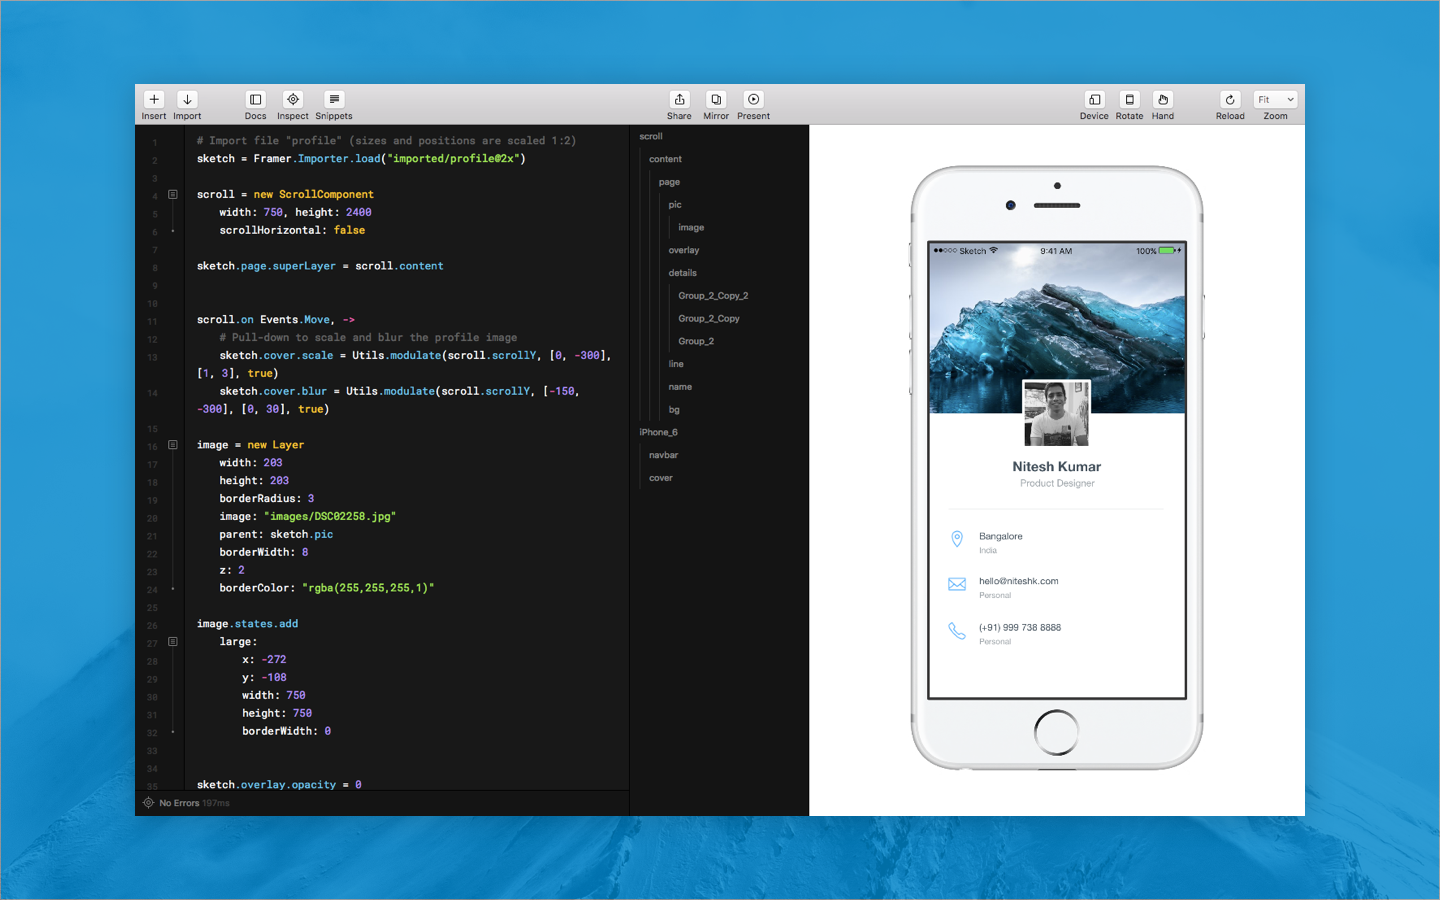 Insert Import Docs Inspect Snippets Share Mirror Present Device Rotate Hand Reload Fit Zoom
1 # Import file "profile" (sizes and positions are scaled 1:2)
2 sketch = Framer.Importer.load("imported/profile@2x")
3
4 scroll = new ScrollComponent
5 width: 750, height: 2400
6 scrollHorizontal: false
7
8 sketch.page.superLayer = scroll.content
9
10
11 scroll.on Events.Move, ->
12 # Pull-down to scale and blur the profile image
13 sketch.cover.scale = Utils.modulate(scroll.scrollY, [0, -300],
[1, 3], true)
14 sketch.cover.blur = Utils.modulate(scroll.scrollY, [-150,
-300], [0, 30], true)
15
16 image = new Layer
17 width: 203
18 height: 203
19 borderRadius: 3
20 image: "images/DSC02258.jpg"
21 parent: sketch.pic
22 borderWidth: 8
23 z: 2
24 borderColor: "rgba(255,255,255,1)"
25
26 image.states.add
27 large:
28 x: -272
29 y: -108
30 width: 750
31 height: 750
32 borderWidth: 0
33
34
35 sketch.overlay.opacity = 0
No Errors 197ms
scroll
content
page
pic
image
overlay
details
Group_2_Copy_2
Group_2_Copy
Group_2
line
name
bg
iPhone_6
navbar
cover
Sketch 9:41 AM 100%
Nitesh Kumar
Product Designer
Bangalore
India
hello@niteshk.com
Personal
(+91) 999 738 8888
Personal